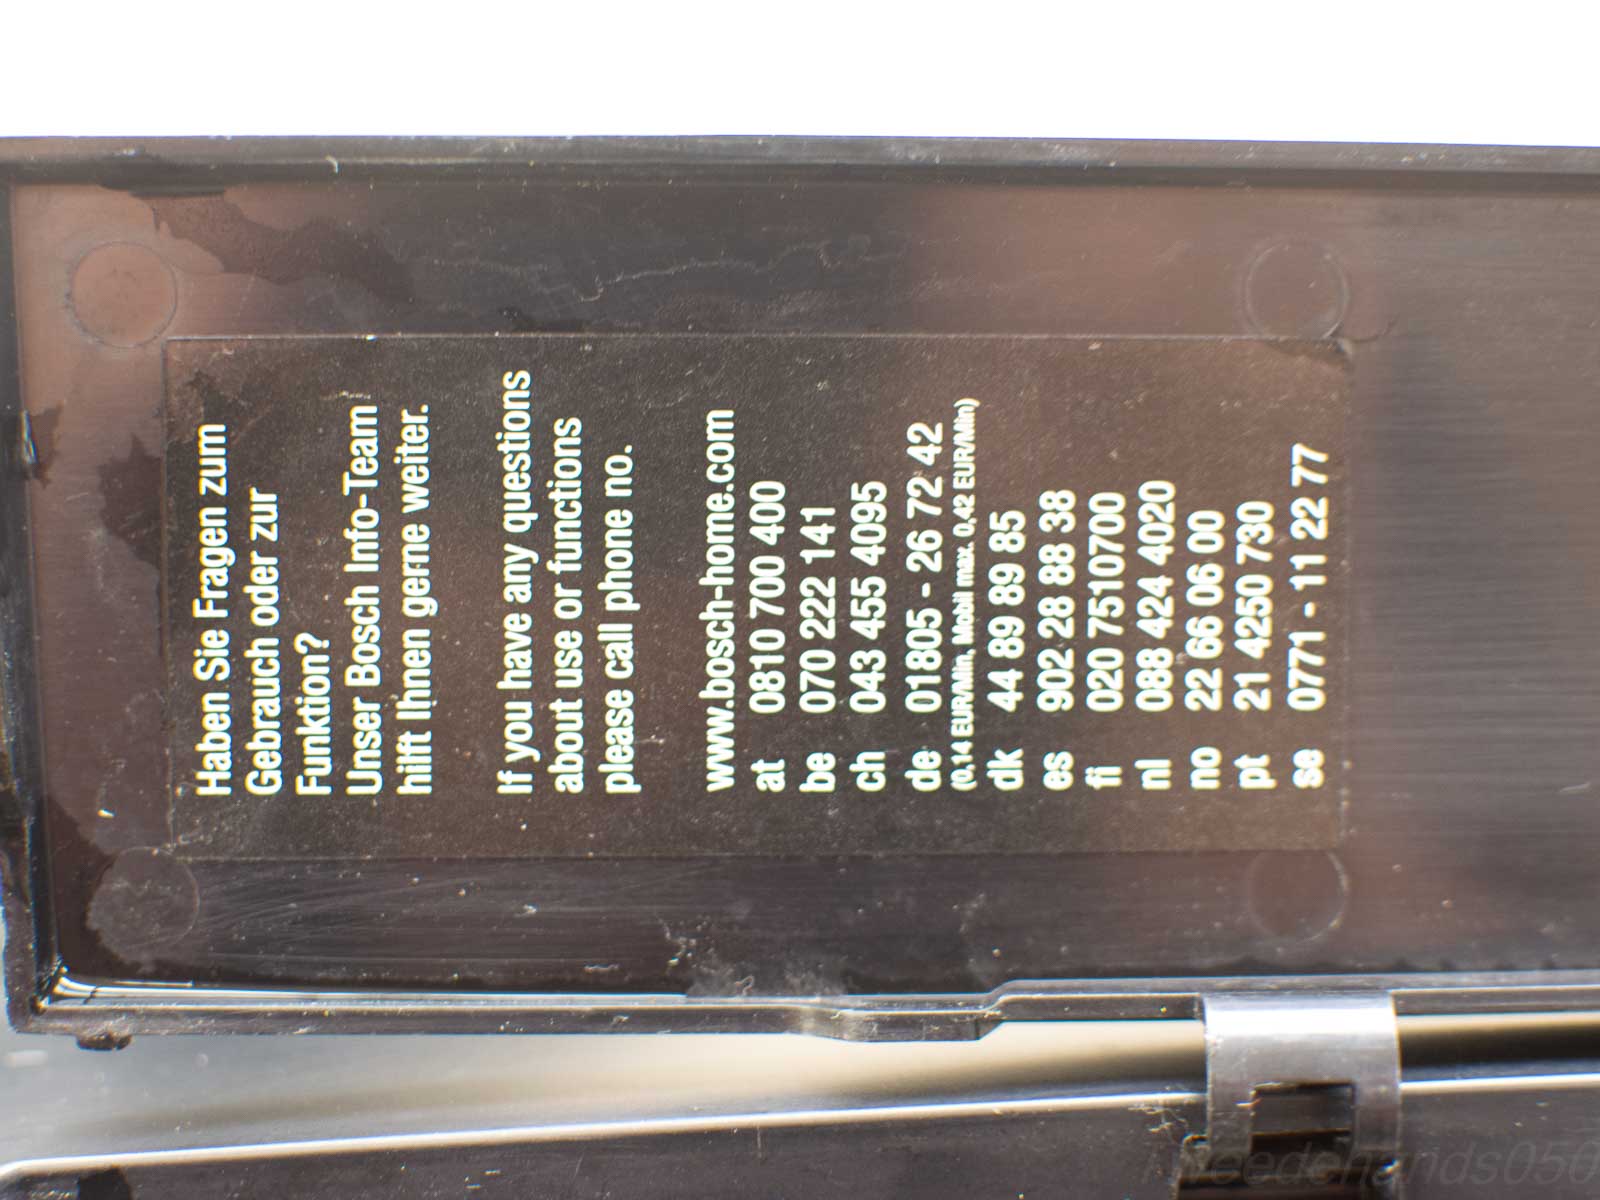 Haben Sie Fragen zum
Gebrauch oder zur
Funktion?
Unser Bosch Info-Team
hilft Ihnen gerne weiter.
If you have any questions
about use or functions
please call phone no.
www.bosch-home.com
at 0810 700 400
be 070 222 141
ch 043 455 4095
de 01805 - 26 72 42
(0,14 EUR/Min, Mobil max. 0,42 EUR/Min)
dk 44 89 89 85
es 902 28 88 38
fi 020 7510700
nl 088 424 4020
no 22 66 06 00
pt 21 4250 730
se 0771 - 11 22 77